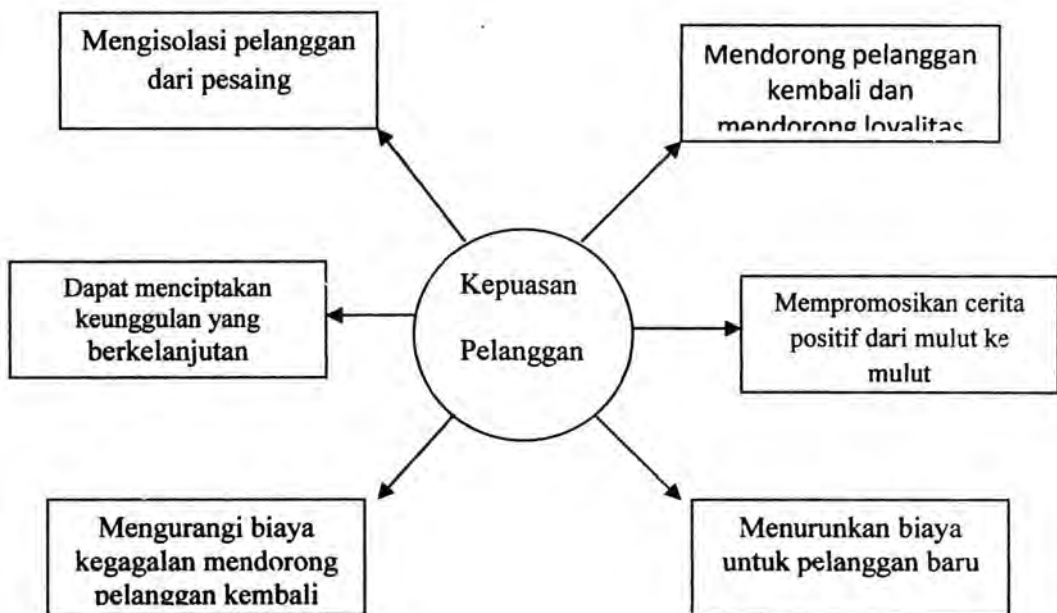 Mengisolasi pelanggan
dari pesaing
Mendorong pelanggan
kembali dan
mendorong loyalitas
Kepuasan
Pelanggan
Dapat menciptakan
keunggulan yang
berkelanjutan
Mempromosikan cerita
positif dari mulut ke
mulut
Mengurangi biaya
kegagalan mendorong
pelanggan kembali
Menurunkan biaya
untuk pelanggan baru